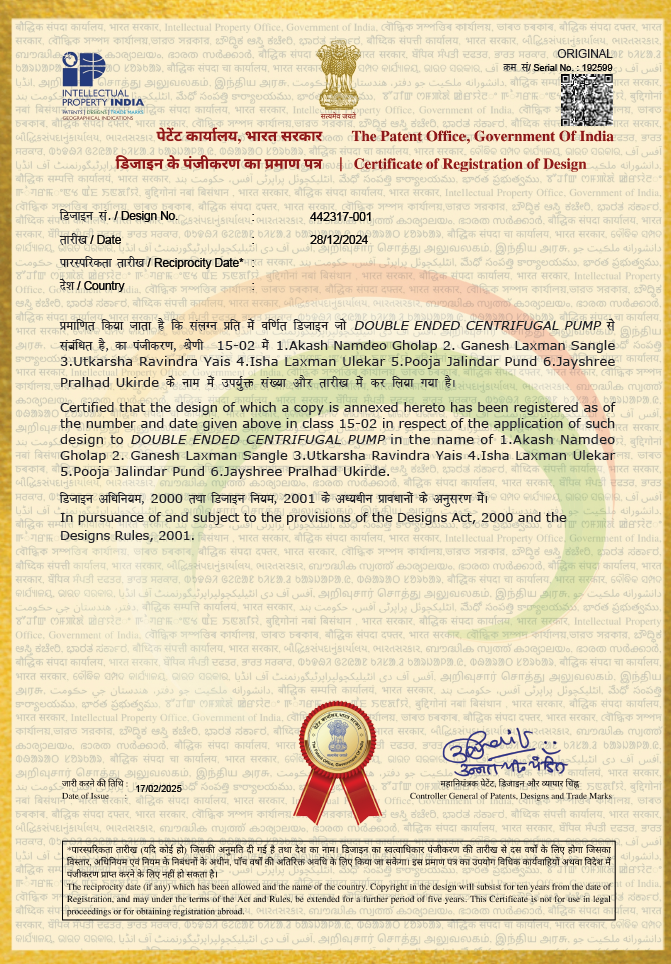 ORIGINAL
क्रम सं/ Serial No. : 192599
INTELLECTUAL
PROPERTY INDIA
PATENTS | DESIGNS | TRADE MARKS
GEOGRAPHICAL INDICATIONS
सत्यमेव जयते
पेटेंट कार्यालय, भारत सरकार The Patent Office, Government Of India
डिजाइन के पंजीकरण का प्रमाण पत्र | Certificate of Registration of Design
डिजाइन सं. / Design No. : 442317-001
तारीख / Date : 28/12/2024
पारस्परिकता तारीख / Reciprocity Date* :
देश / Country :
प्रमाणित किया जाता है कि संलग्न प्रति में वर्णित डिजाइन जो DOUBLE ENDED CENTRIFUGAL PUMP से
संबंधित है, का पंजीकरण, श्रेणी 15-02 में 1.Akash Namdeo Gholap 2. Ganesh Laxman Sangle
3.Utkarsha Ravindra Yais 4.Isha Laxman Ulekar 5.Pooja Jalindar Pund 6.Jayshree
Pralhad Ukirde के नाम में उपर्युक्त संख्या और तारीख में कर लिया गया है।
Certified that the design of which a copy is annexed hereto has been registered as of
the number and date given above in class 15-02 in respect of the application of such
design to DOUBLE ENDED CENTRIFUGAL PUMP in the name of 1.Akash Namdeo
Gholap 2. Ganesh Laxman Sangle 3.Utkarsha Ravindra Yais 4.Isha Laxman Ulekar
5.Pooja Jalindar Pund 6.Jayshree Pralhad Ukirde.
डिजाइन अधिनियम, 2000 तथा डिजाइन नियम, 2001 के अध्यधीन प्रावधानों के अनुसरण में।
In pursuance of and subject to the provisions of the Designs Act, 2000 and the
Designs Rules, 2001.
पेटेंट कार्यालय, भारत सरकार
The Patent Office, Government Of India
जारी करने की तिथि :
Date of Issue : 17/02/2025
महानियंत्रक पेटेंट, डिजाइन और व्यापार चिह्न
Controller General of Patents, Designs and Trade Marks
*पारस्परिकता तारीख (यदि कोई हो) जिसकी अनुमति दी गई है तथा देश का नाम। डिजाइन का स्वत्वाधिकार पंजीकरण की तारीख से दस वर्षों के लिए होगा जिसका
विस्तार, अधिनियम एवं नियम के निबंधनों के अधीन, पाँच वर्षों की अतिरिक्त अवधि के लिए किया जा सकेगा। इस प्रमाण पत्र का उपयोग विधिक कार्यवाहियों अथवा विदेश में
पंजीकरण प्राप्त करने के लिए नहीं हो सकता है।
The reciprocity date (if any) which has been allowed and the name of the country. Copyright in the design will subsist for ten years from the date of
Registration, and may under the terms of the Act and Rules, be extended for a further period of five years. This Certificate is not for use in legal
proceedings or for obtaining registration abroad.